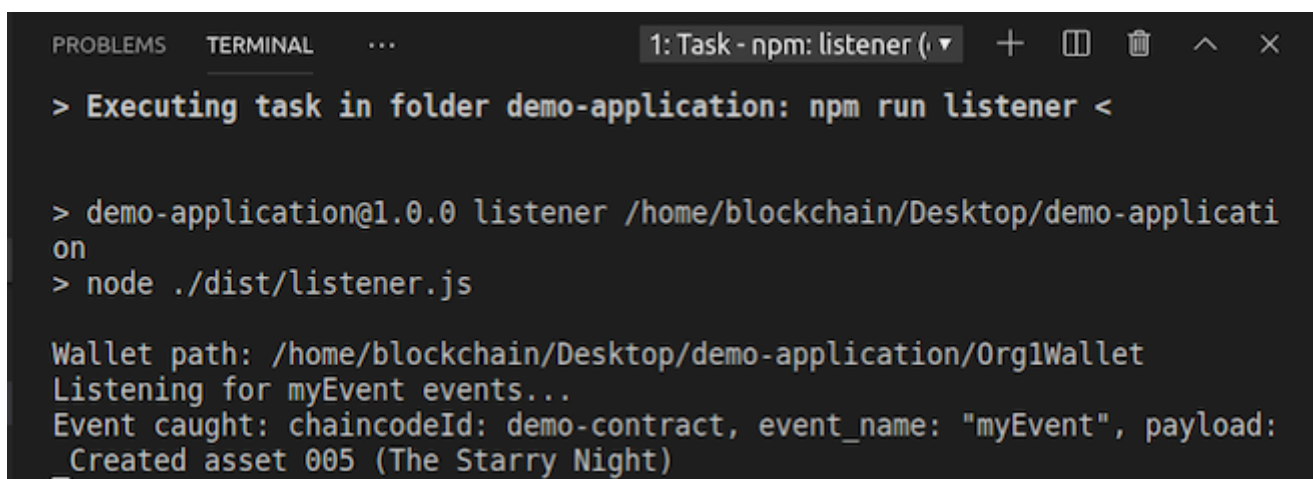 PROBLEMS TERMINAL ... 1: Task - npm: listener (
> Executing task in folder demo-application: npm run listener <
> demo-application@1.0.0 listener /home/blockchain/Desktop/demo-applicati
on
> node ./dist/listener.js
Wallet path: /home/blockchain/Desktop/demo-application/Org1Wallet
Listening for myEvent events...
Event caught: chaincodeId: demo-contract, event_name: "myEvent", payload:
Created asset 005 (The Starry Night)